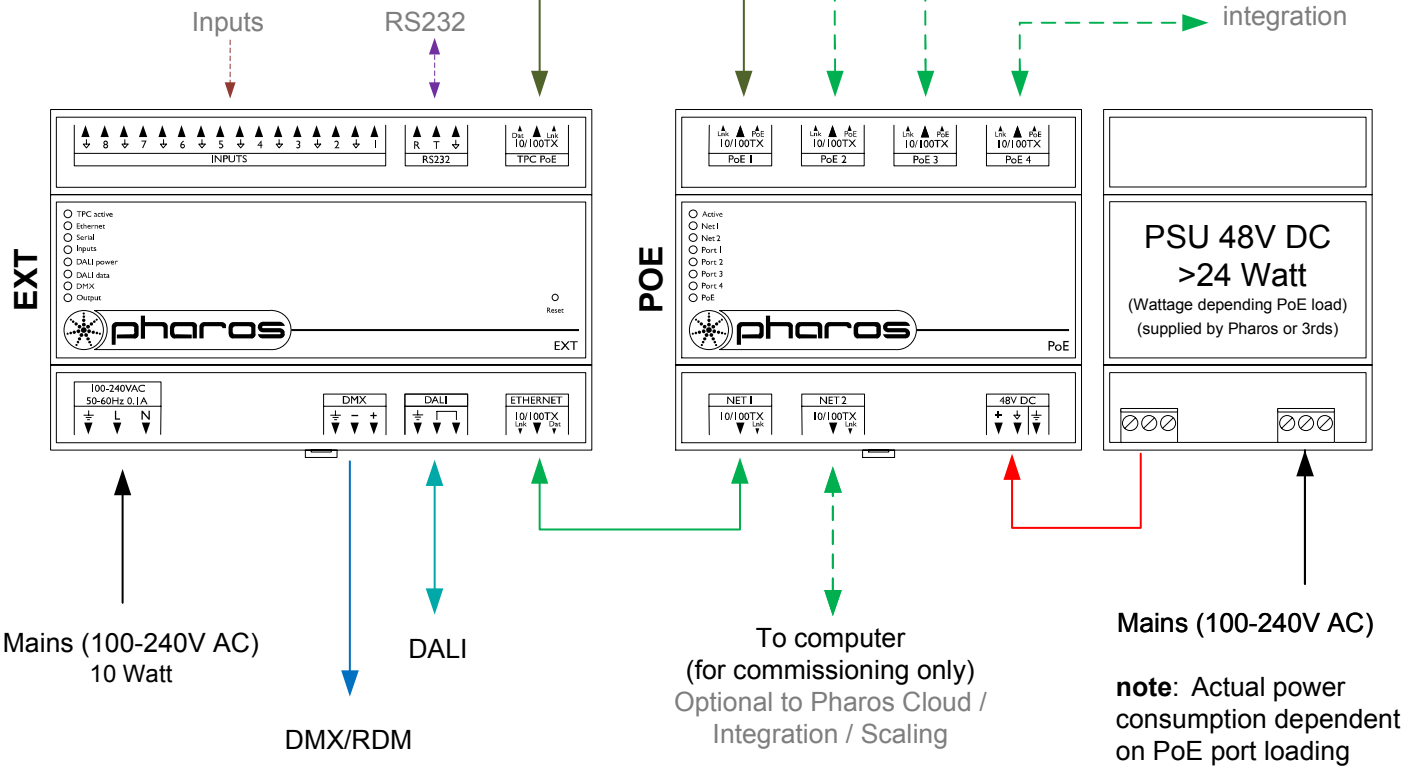 Inputs
RS232
integration
8 7 6 5 4 3 2 1
INPUTS
R T
RS232
Dat Lnk
10/100TX
TPC PoE
Lnk PoE
10/100TX
PoE 1
Lnk PoE
10/100TX
PoE 2
Lnk PoE
10/100TX
PoE 3
Lnk PoE
10/100TX
PoE 4
EXT
TPC active
Ethernet
Serial
Inputs
DALI power
DALI data
DMX
Output
Reset
pharos
EXT
POE
Active
Net1
Net2
Port 1
Port 2
Port 3
Port 4
PoE
pharos
PoE
PSU 48V DC
>24 Watt
(Wattage depending PoE load)
(supplied by Pharos or 3rds)
100-240VAC
50-60Hz 0.1A
L N
DMX
- +
DALI
ETHERNET
10/100TX
Lnk Dat
NET 1
10/100TX
Lnk
NET 2
10/100TX
Lnk
48V DC
+
Mains (100-240V AC)
10 Watt
DMX/RDM
DALI
To computer
(for commissioning only)
Optional to Pharos Cloud /
Integration / Scaling
Mains (100-240V AC)
note: Actual power
consumption dependent
on PoE port loading